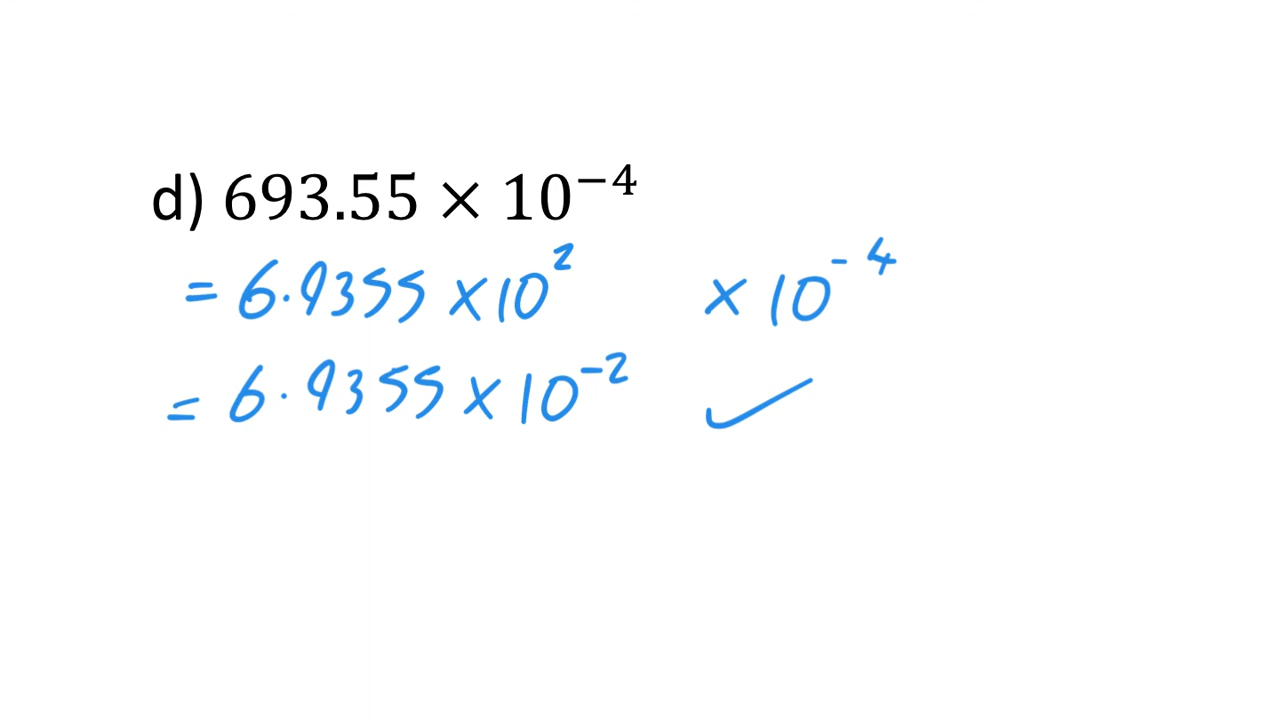 d) 693.55 × 10⁻⁴
= 6.9355 × 10² × 10⁻⁴
= 6.9355 × 10⁻² ✓